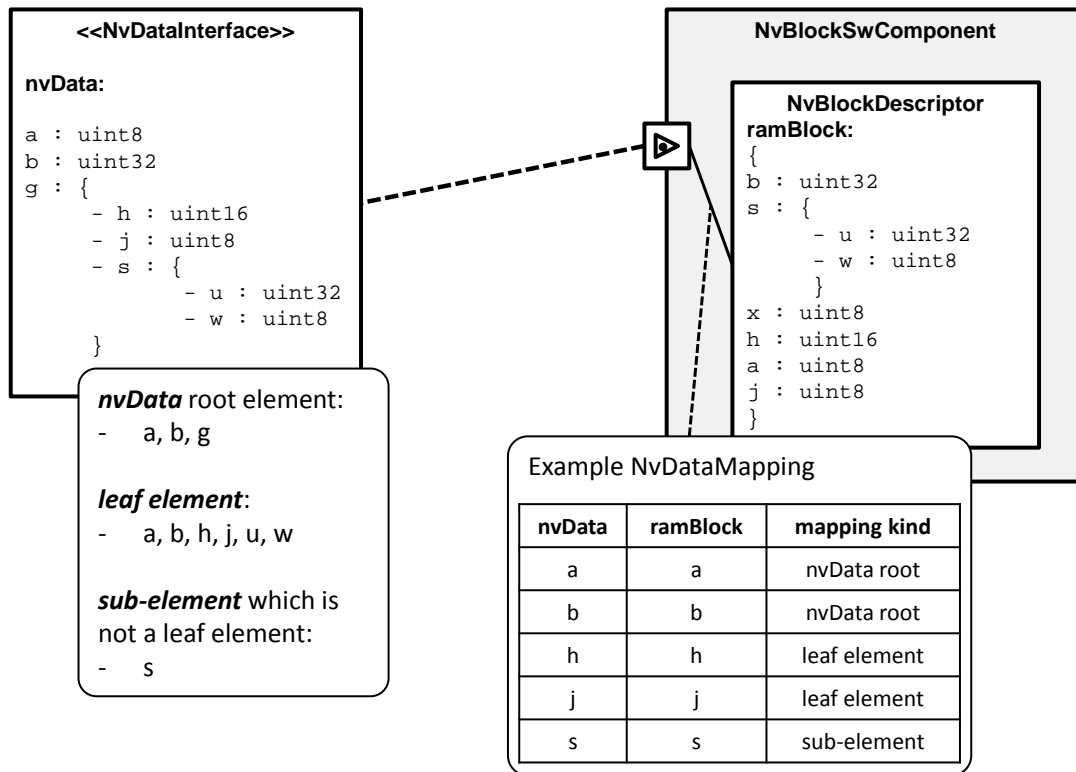 <<NvDataInterface>>
nvData:
a : uint8
b : uint32
g : {
- h : uint16
- j : uint8
- s : {
- u : uint32
- w : uint8
}
nvData root element:
- a, b, g
leaf element:
- a, b, h, j, u, w
sub-element which is
not a leaf element:
- s
NvBlockSwComponent
NvBlockDescriptor
ramBlock:
{
b : uint32
s : {
- u : uint32
- w : uint8
}
x : uint8
h : uint16
a : uint8
j : uint8
}
Example NvDataMapping
nvData ramBlock mapping kind
a a nvData root
b b nvData root
h h leaf element
j j leaf element
s s sub-element